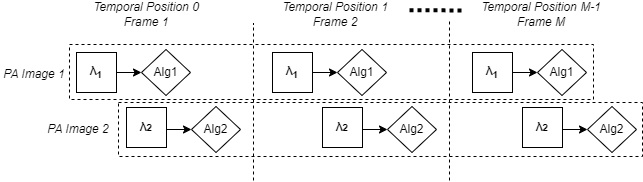 Temporal Position 0
Frame 1
Temporal Position 1
Frame 2
Temporal Position M-1
Frame M
PA Image 1
λ1
Alg1
λ1
Alg1
λ1
Alg1
PA Image 2
λ2
Alg2
λ2
Alg2
λ2
Alg2